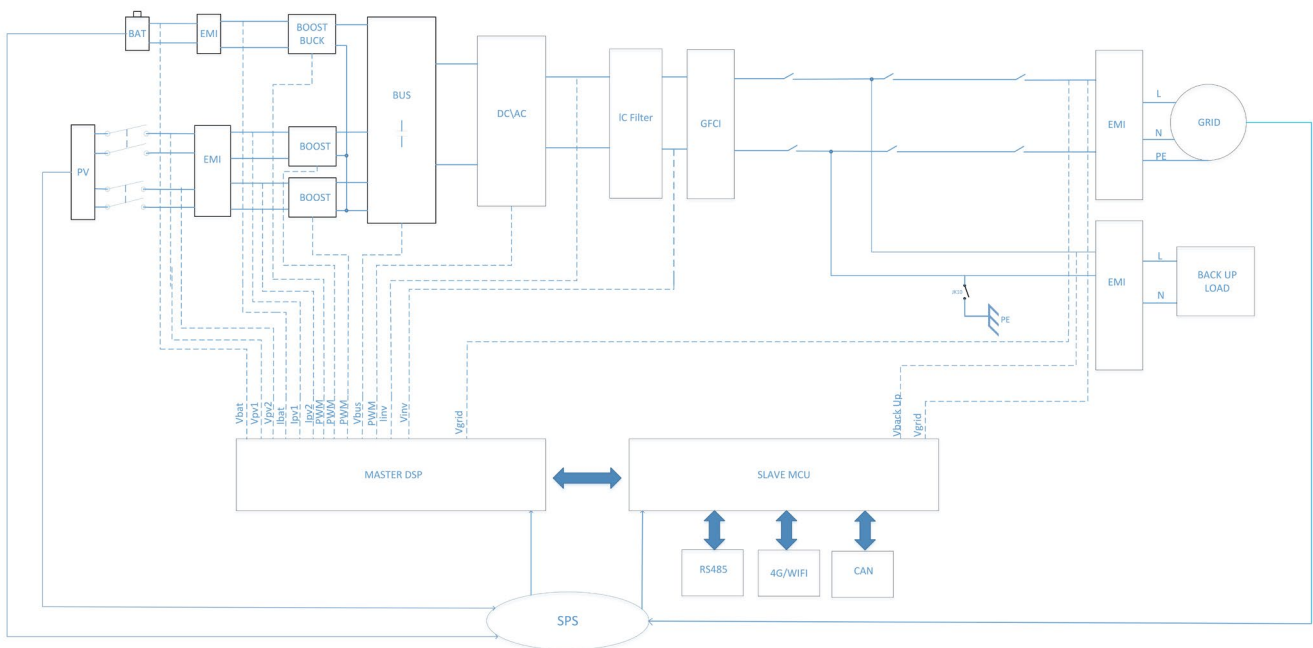 BAT
EMI
BOOST
BUCK
BUS
DC\AC
IC Filter
GFCI
EMI
L
N
PE
GRID
PV
EMI
BOOST
BOOST
EMI
L
N
BACK UP
LOAD
JK10
PE
Vbat
Vpv1
Vpv2
Ibat
Ipv1
Ipv2
PWM
PWM
PWM
Vbus
PWM
Iinv
Vinv
Vgrid
Vback Up
Vgrid
MASTER DSP
SLAVE MCU
RS485
4G/WIFI
CAN
SPS